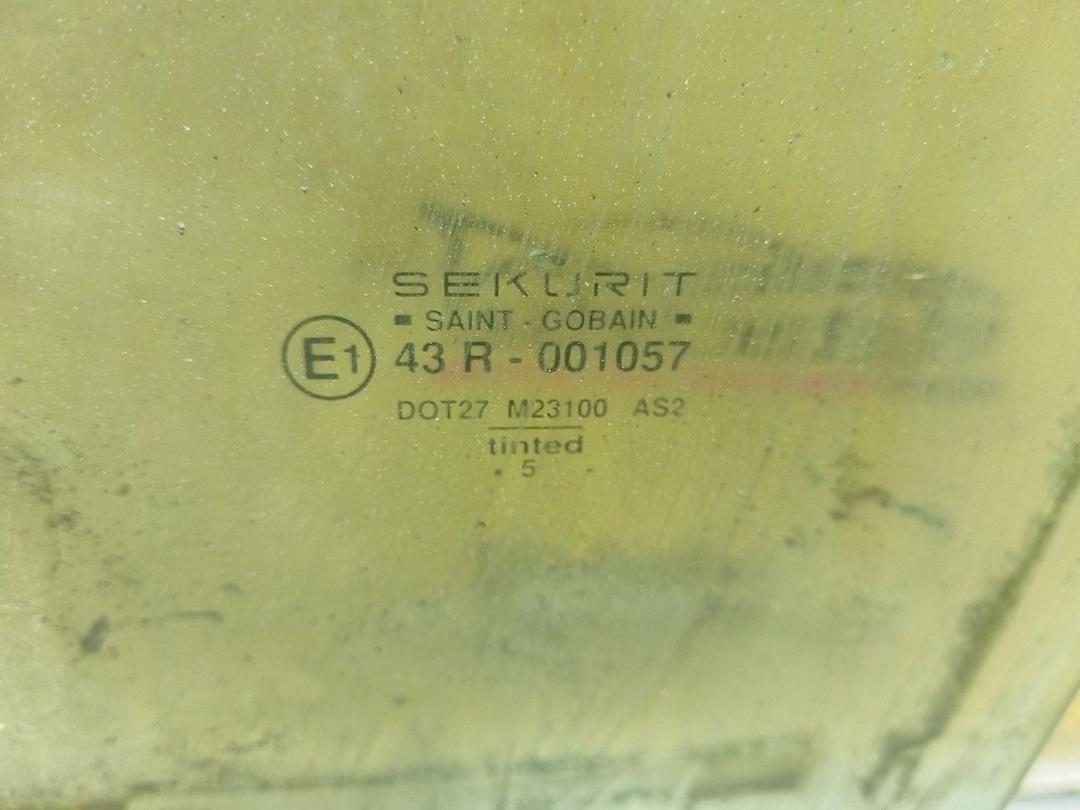 SEKURIT
SAINT - GOBAIN
E1 43 R - 001057
DOT27 M23100 AS2
tinted
. 5 .